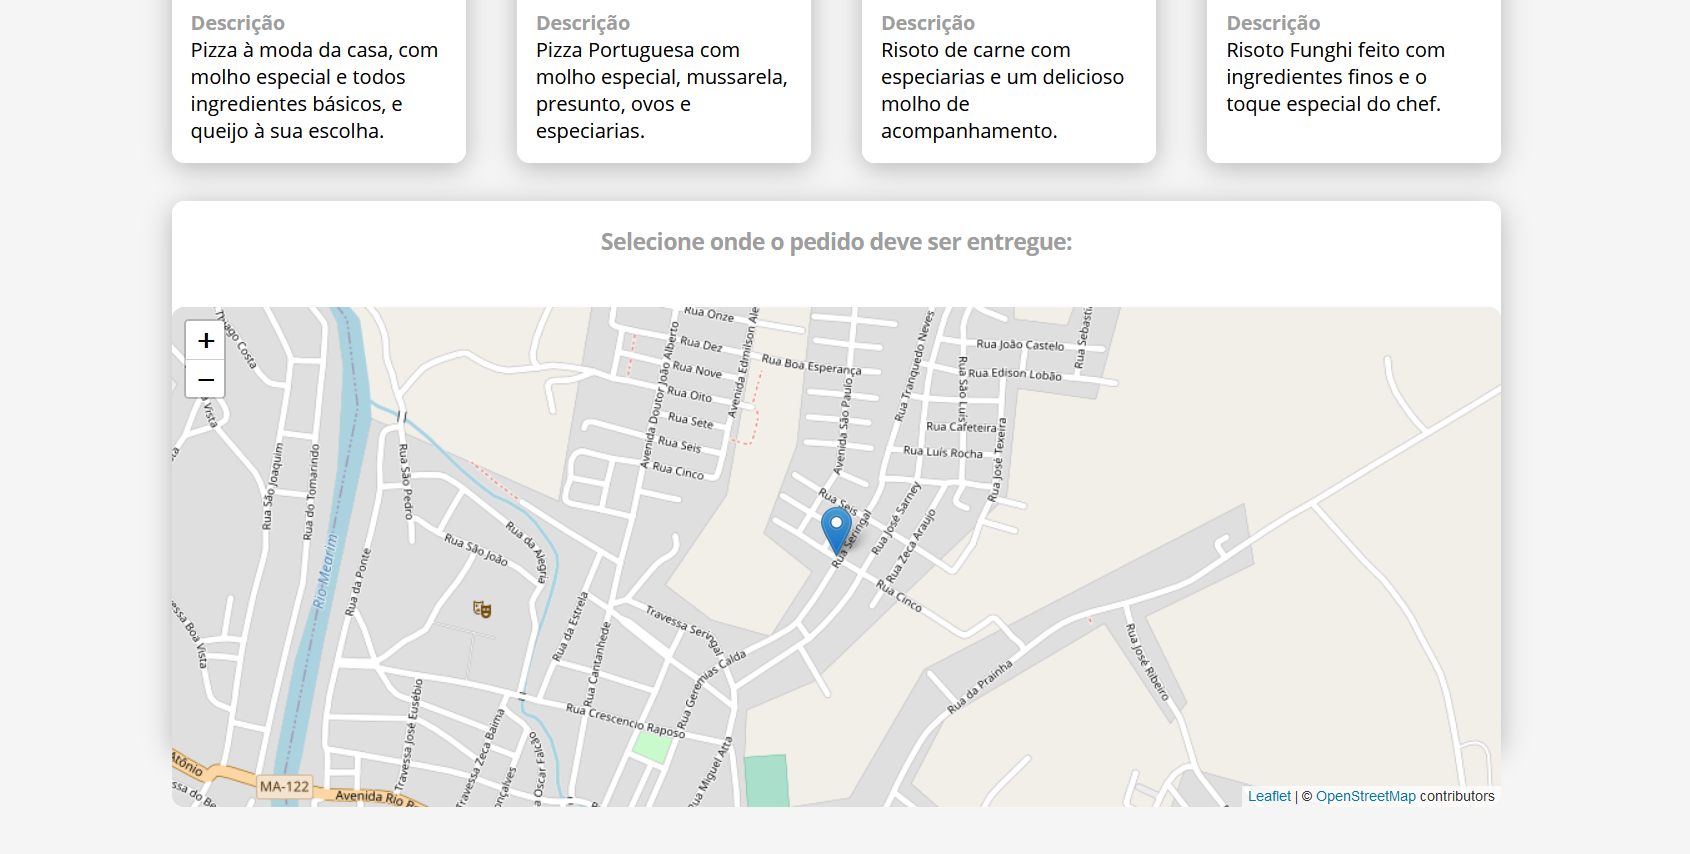 Descrição
Pizza à moda da casa, com
molho especial e todos
ingredientes básicos, e
queijo à sua escolha.
Descrição
Pizza Portuguesa com
molho especial, mussarela,
presunto, ovos e
especiarias.
Descrição
Risoto de carne com
especiarias e um delicioso
molho de
acompanhamento.
Descrição
Risoto Funghi feito com
ingredientes finos e o
toque especial do chef.
Selecione onde o pedido deve ser entregue:
+
−
Thiago Costa
Rua Onze
Rua Dez
Rua Nove
Rua Oito
Rua Sete
Rua Seis
Rua Cinco
Avenida Doutor João Alberto
Avenida Edmilson Ale
Rua Boa Esperança
Avenida São Paulo
Rua Tranquedo Neves
Rua São Luis
Rua João Castelo
Rua Edison Lobão
Rua Sebasti
Rua Cafeteira
Rua Luís Rocha
Rua José Texeira
a Vista
Rua São Joaquim
Rua do Tomarindo
Rua São Pedro
Rio Mearim
Rua da Ponte
Rua São João
Rua da Alegria
Rua Seis
Rua Seringal
Rua José Sarney
Rua Zeca Araujo
Rua Cinco
essa Boa Vista
Rua da Estrela
Rua Cantanhede
Travessa Seringal
Rua Geremias Calda
Rua da Prainha
Rua José Ribeiro
Travessa José Eusébio
Travessa Zeca Baima
Rua Crescencio Raposo
Rua Miguel Atta
a Oscar Falcão
onçalves
Atônio
ssa do Be
MA-122
Avenida Rio B
Leaflet | © OpenStreetMap contributors